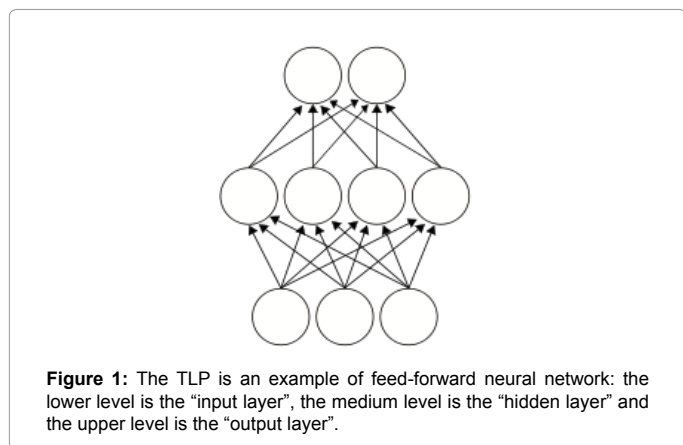 Figure 1: The TLP is an example of feed-forward neural network: the
lower level is the “input layer”, the medium level is the “hidden layer” and
the upper level is the “output layer”.